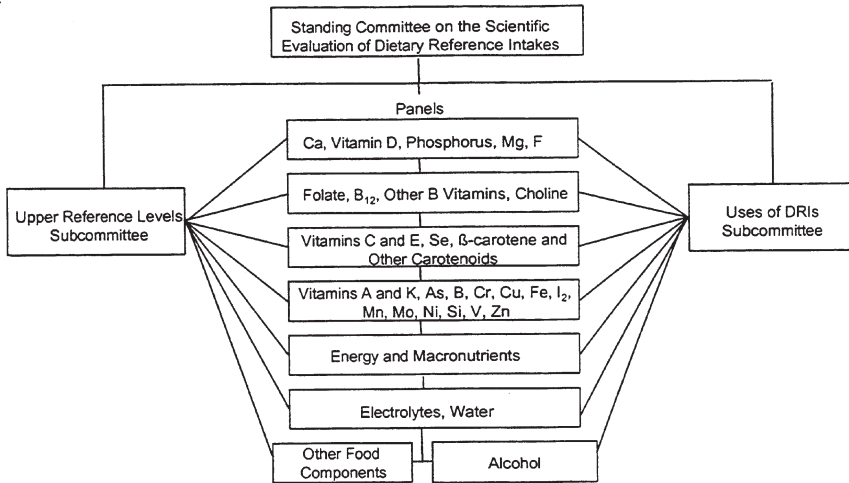 Standing Committee on the Scientific
Evaluation of Dietary Reference Intakes
Panels
Ca, Vitamin D, Phosphorus, Mg, F
Folate, B₁₂, Other B Vitamins, Choline
Upper Reference Levels
Subcommittee
Uses of DRIs
Subcommittee
Vitamins C and E, Se, ß-carotene and
Other Carotenoids
Vitamins A and K, As, B, Cr, Cu, Fe, I₂,
Mn, Mo, Ni, Si, V, Zn
Energy and Macronutrients
Electrolytes, Water
Other Food
Components
Alcohol